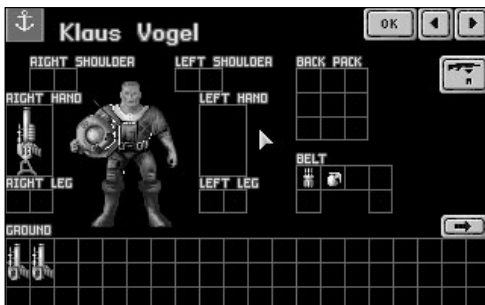 Klaus Vogel
OK
RIGHT SHOULDER
LEFT SHOULDER
BACK PACK
RIGHT HAND
LEFT HAND
BELT
RIGHT LEG
LEFT LEG
GROUND